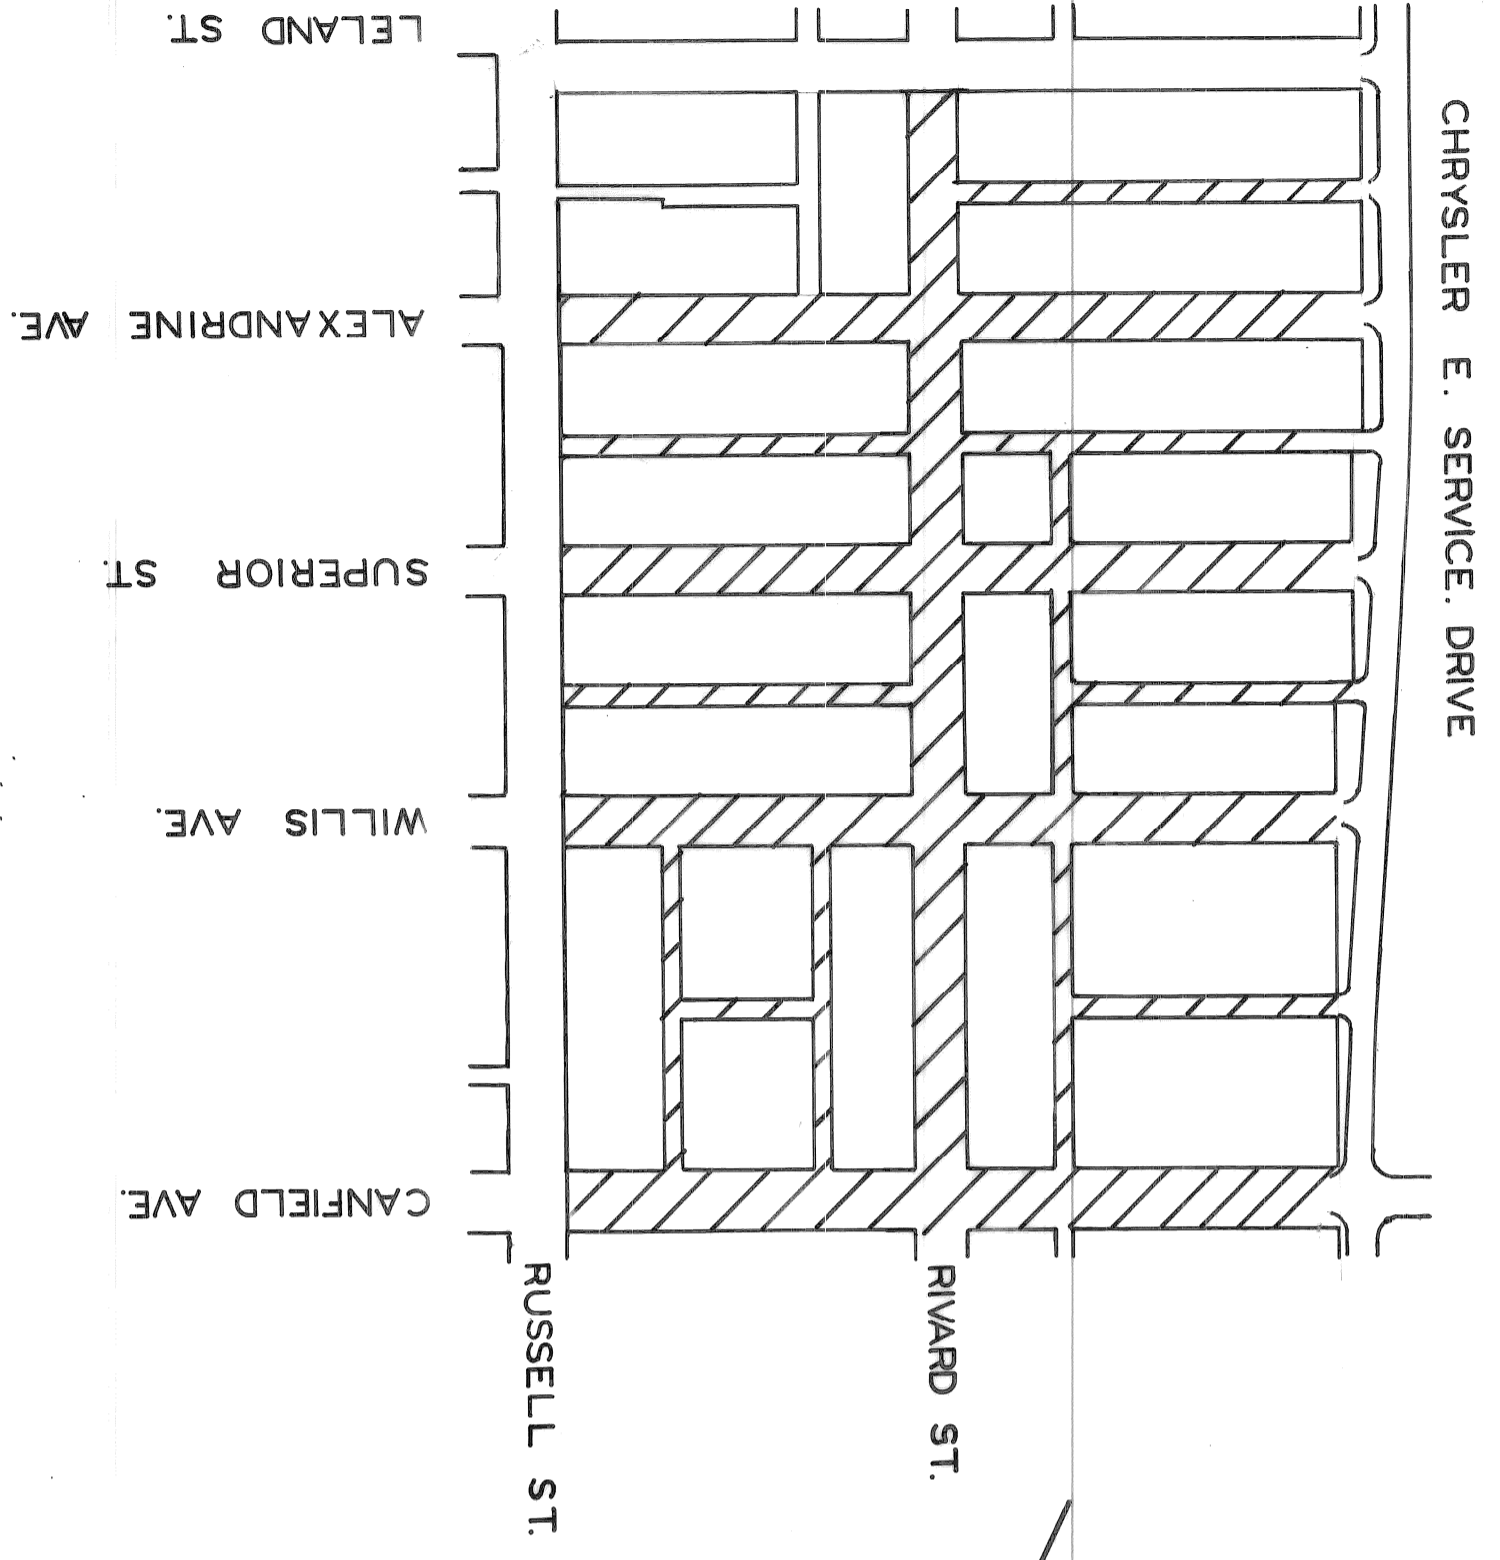 LELAND ST.
ALEXANDRINE AVE.
SUPERIOR ST.
WILLIS AVE.
CANFIELD AVE.
RUSSELL ST.
RIVARD ST.
CHRYSLER E. SERVICE. DRIVE